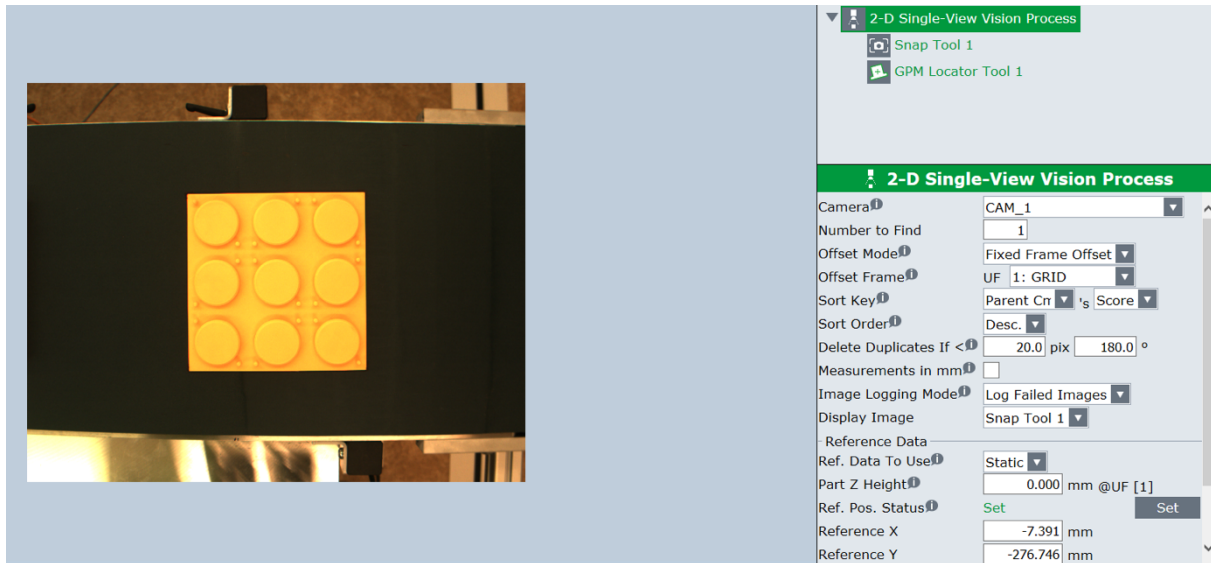 2-D Single-View Vision Process
Snap Tool 1
GPM Locator Tool 1
2-D Single-View Vision Process
Camera CAM_1
Number to Find 1
Offset Mode Fixed Frame Offset
Offset Frame UF 1: GRID
Sort Key Parent Cm 's Score
Sort Order Desc.
Delete Duplicates If < 20.0 pix 180.0 °
Measurements in mm
Image Logging Mode Log Failed Images
Display Image Snap Tool 1
Reference Data
Ref. Data To Use Static
Part Z Height 0.000 mm @UF [1]
Ref. Pos. Status Set Set
Reference X -7.391 mm
Reference Y -276.746 mm